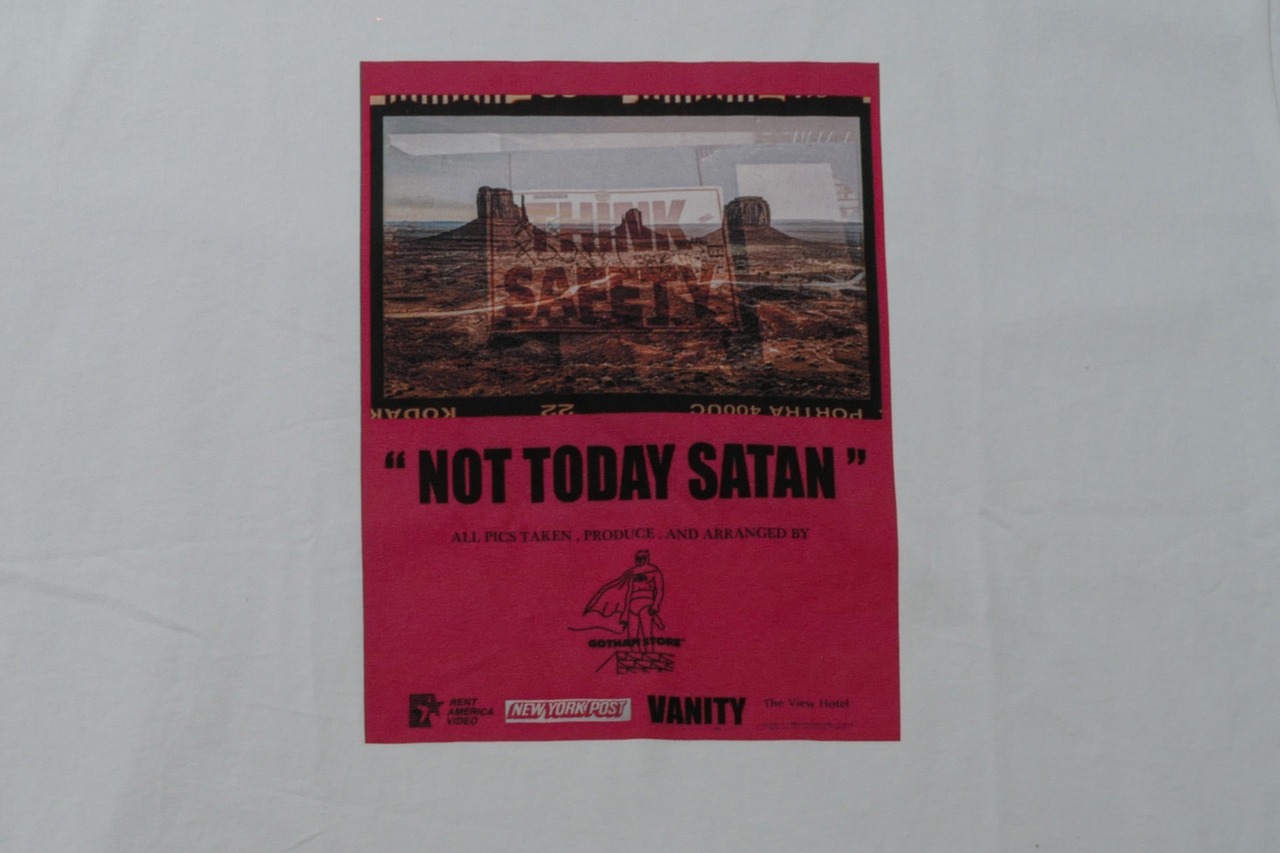 THiNK
SAFETY
KODAK 22 PORTRA 400UC
“ NOT TODAY SATAN ”
ALL PICS TAKEN , PRODUCE , AND ARRANGED BY
GOTHAM STORE
RENT
AMERICA
VIDEO
NEW YORK POST
VANITY
The View Hotel